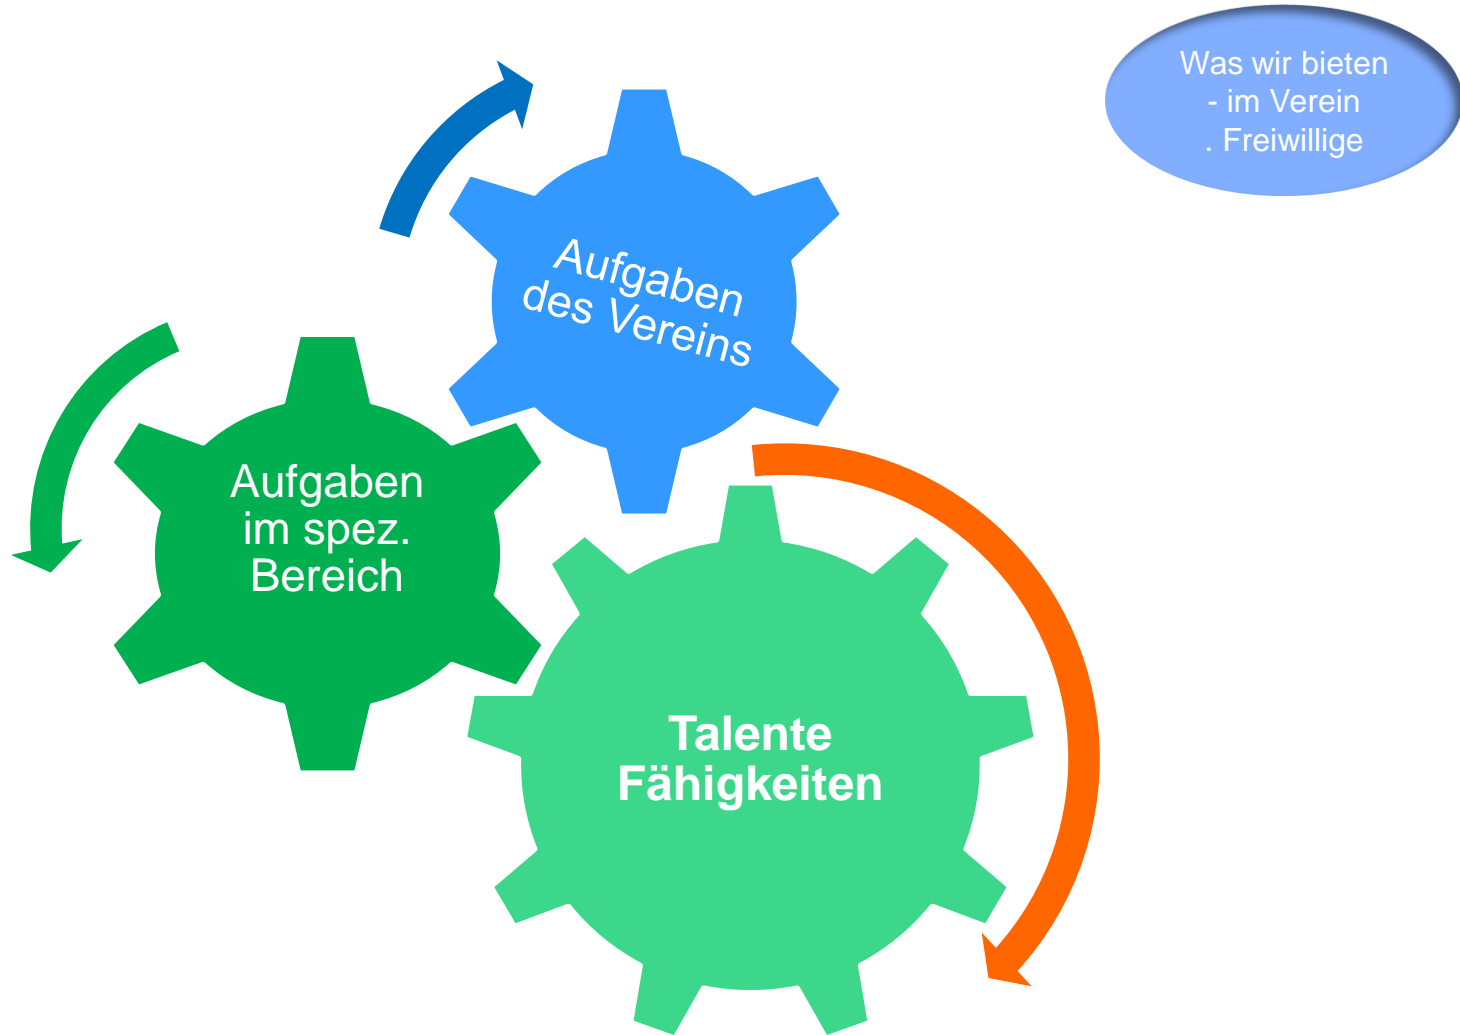 Was wir bieten
- im Verein
. Freiwillige
Aufgaben
des Vereins
Aufgaben
im spez.
Bereich
Talente
Fähigkeiten